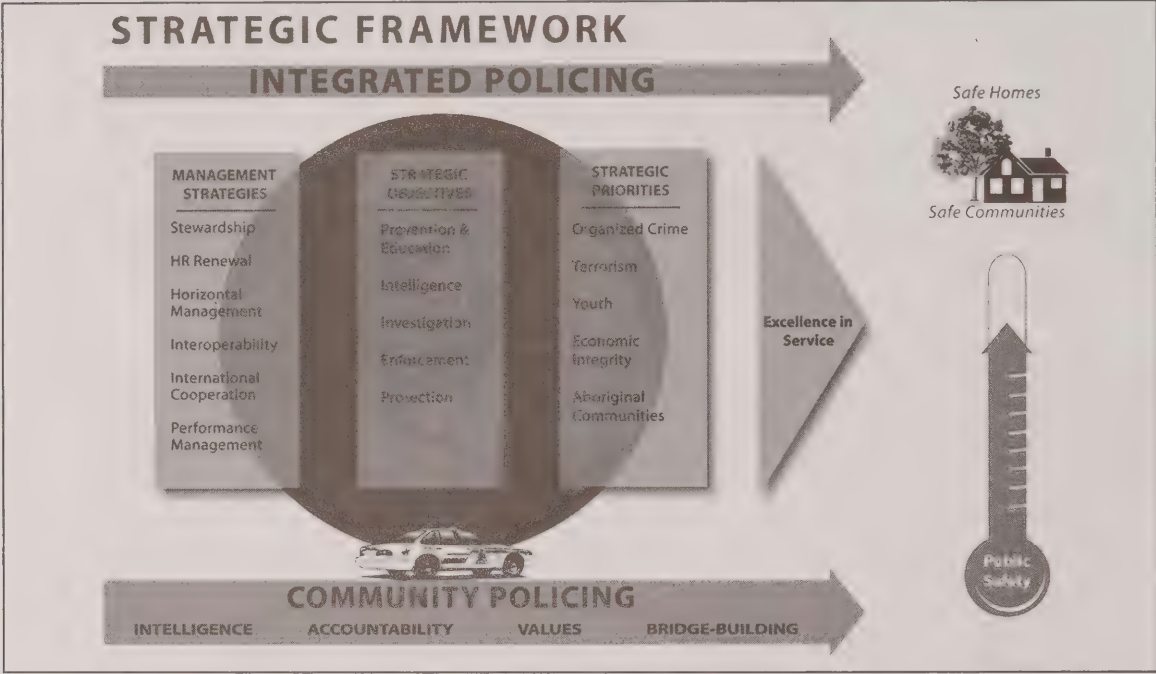 STRATEGIC FRAMEWORK
INTEGRATED POLICING
MANAGEMENT
STRATEGIES
Stewardship
HR Renewal
Horizontal
Management
Interoperability
International
Cooperation
Performance
Management
STRATEGIC
OBJECTIVES
Prevention &
Education
Intelligence
Investigation
Enforcement
Protection
STRATEGIC
PRIORITIES
Organized Crime
Terrorism
Youth
Economic
Integrity
Aboriginal
Communities
Excellence in
Service
Safe Homes
Safe Communities
Public
Safety
COMMUNITY POLICING
INTELLIGENCE ACCOUNTABILITY VALUES BRIDGE-BUILDING